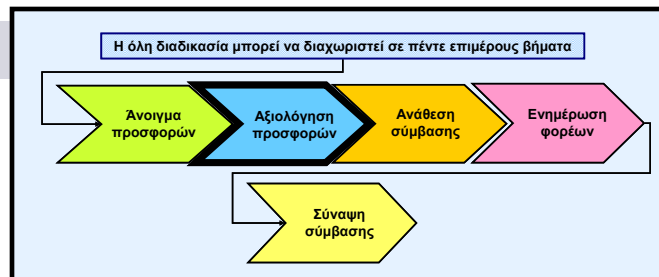 Η όλη διαδικασία μπορεί να διαχωριστεί σε πέντε επιμέρους βήματα
Άνοιγμα
προσφορών
Αξιολόγηση
προσφορών
Ανάθεση
σύμβασης
Ενημέρωση
φορέων
Σύναψη
σύμβασης